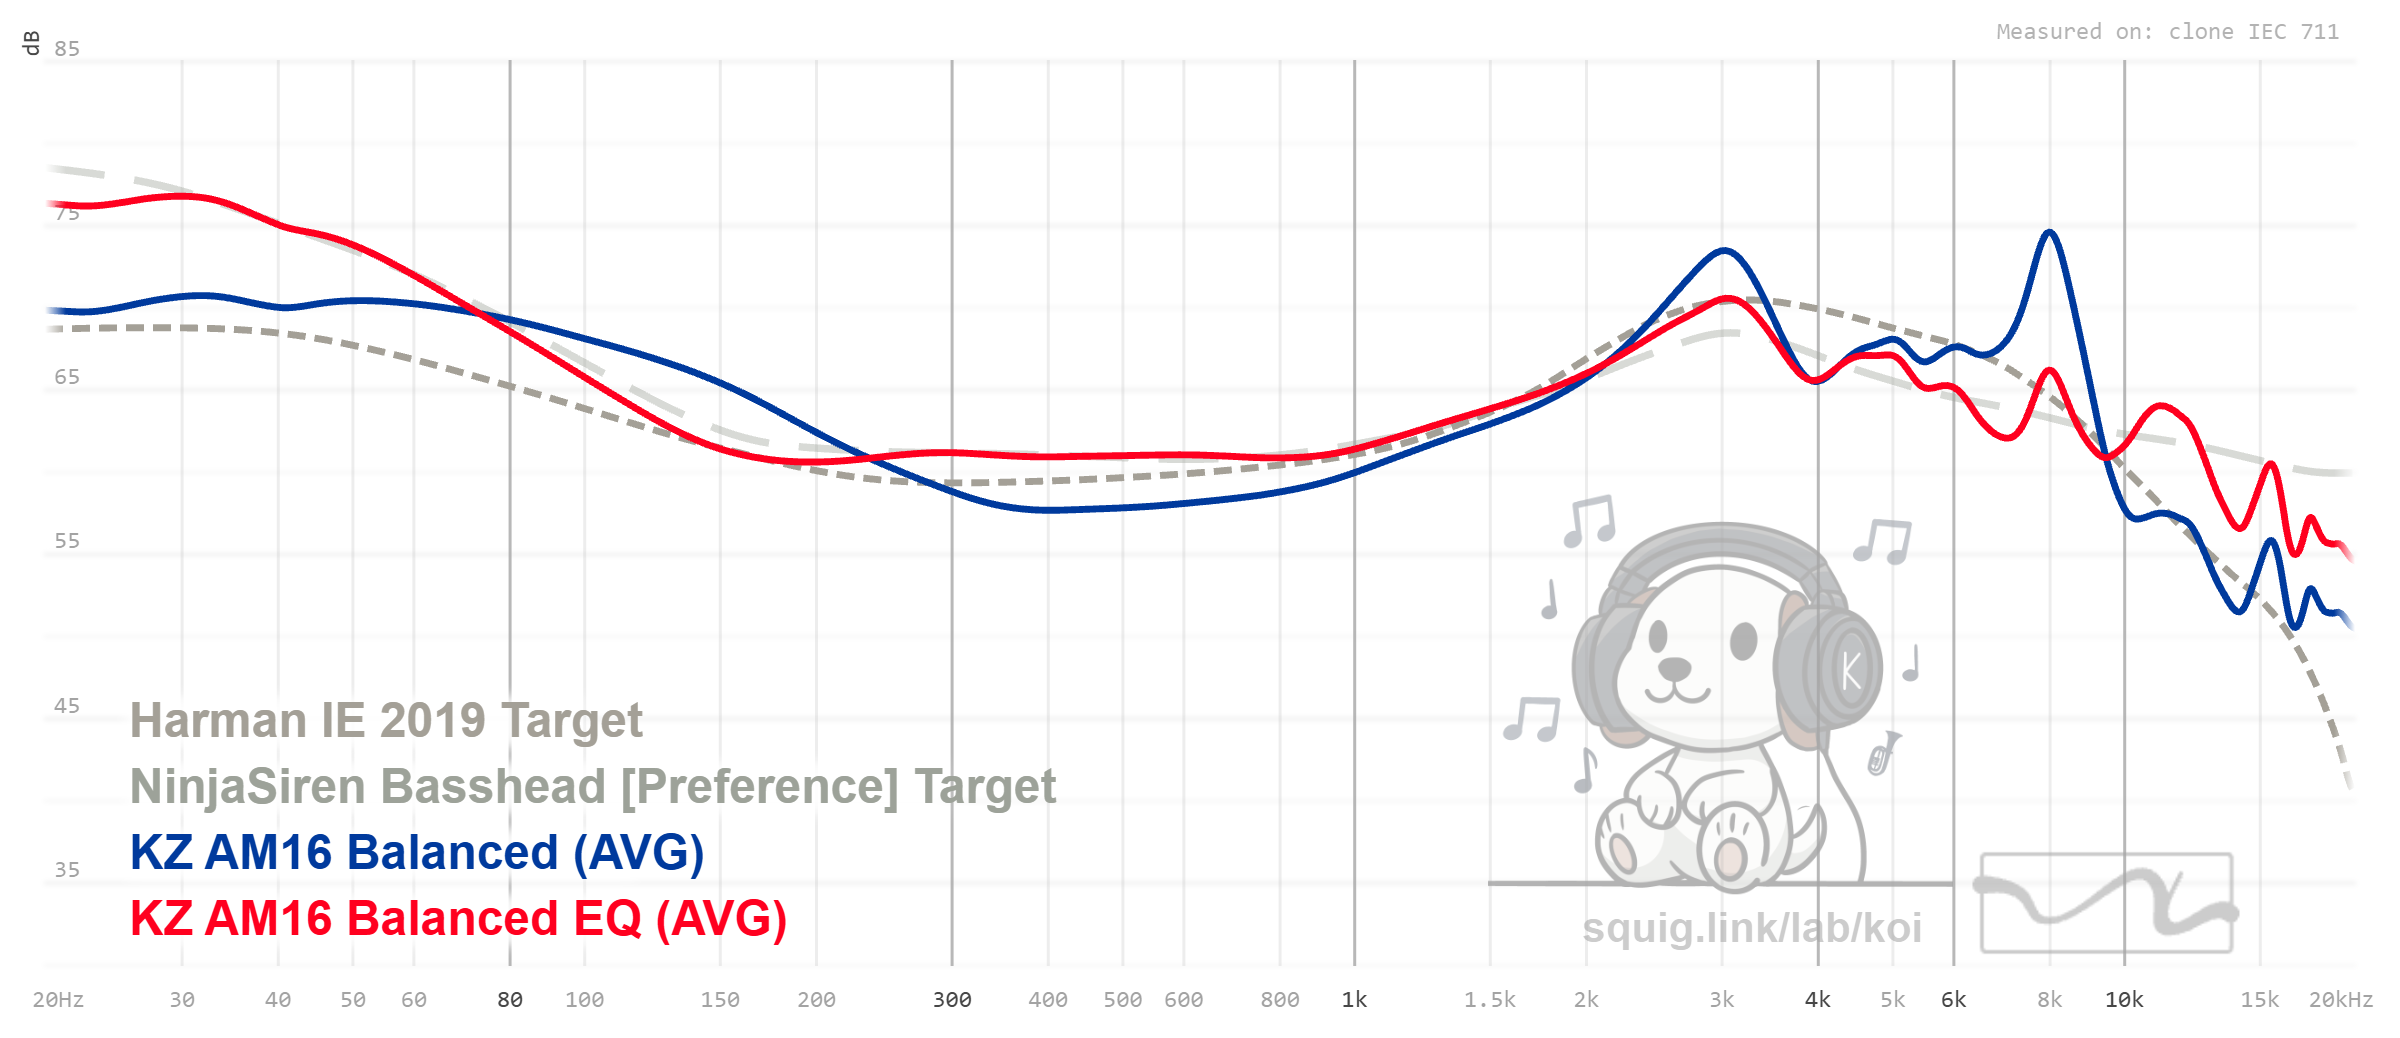 Measured on: clone IEC 711
dB
85
75
65
55
45
35
Harman IE 2019 Target
NinjaSiren Basshead [Preference] Target
KZ AM16 Balanced (AVG)
KZ AM16 Balanced EQ (AVG)
K
squig.link/lab/koi
20Hz 30 40 50 60 80 100 150 200 300 400 500 600 800 1k 1.5k 2k 3k 4k 5k 6k 8k 10k 15k 20kHz